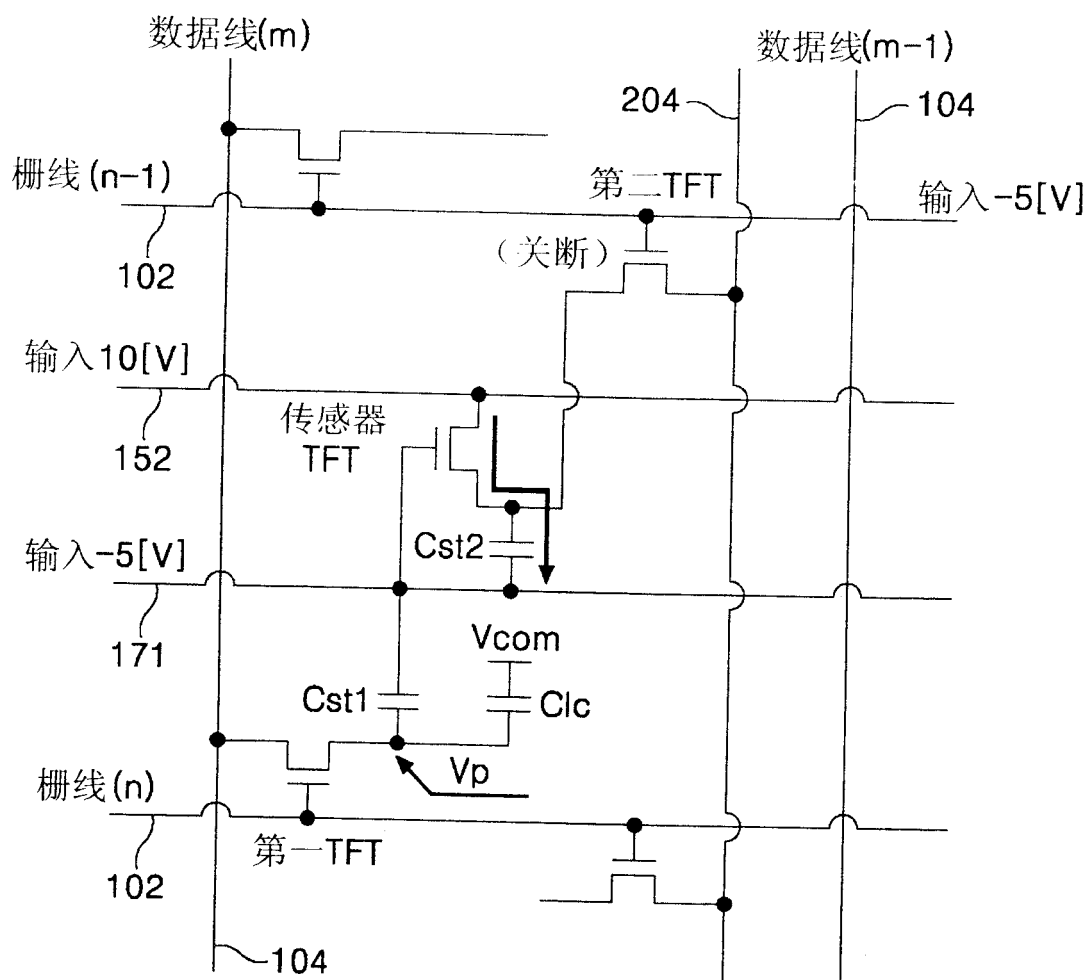 数据线(m)
数据线(m-1)
204
104
栅线(n-1)
第二TFT
输入-5[V]
(关断)
102
输入10[V]
传感器
TFT
152
Cst2
输入-5[V]
171
Vcom
Cst1
Clc
Vp
栅线(n)
第一TFT
102
104